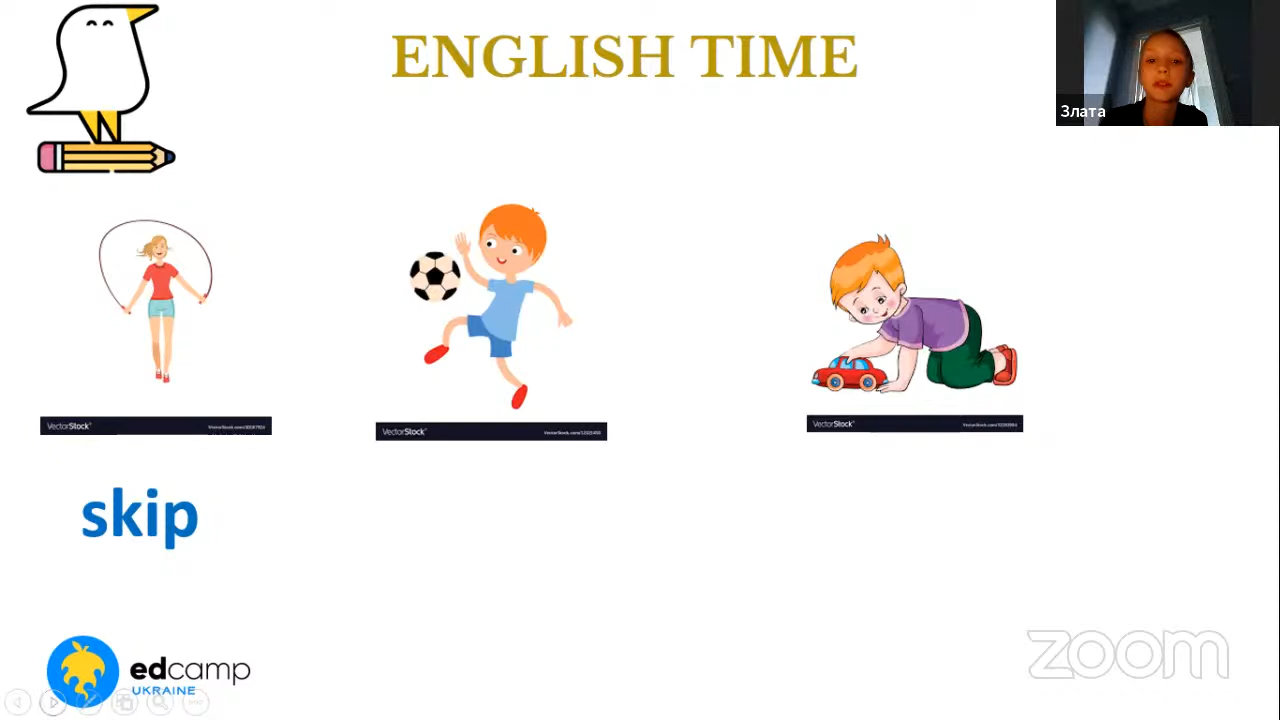 ENGLISH TIME
Злата
VectorStock®
VectorStock®
VectorStock®
skip
edcamp
UKRAINE
zoom